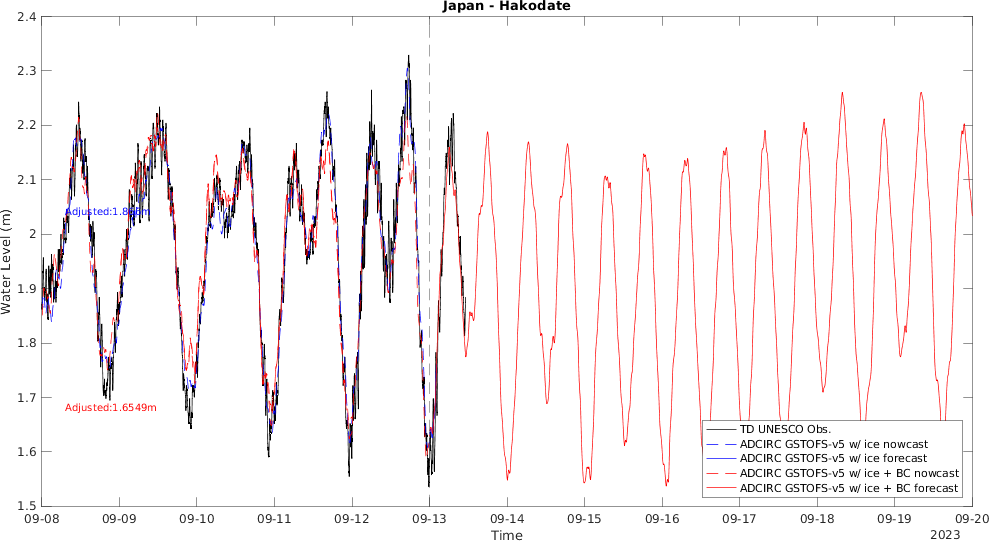 Japan - Hakodate
2.4
2.3
2.2
2.1
2
1.9
1.8
1.7
1.6
1.5
Water Level (m)
Adjusted:1.6549m
TD UNESCO Obs.
ADCIRC GSTOFS-v5 w/ ice nowcast
ADCIRC GSTOFS-v5 w/ ice forecast
ADCIRC GSTOFS-v5 w/ ice + BC nowcast
ADCIRC GSTOFS-v5 w/ ice + BC forecast
09-08 09-09 09-10 09-11 09-12 09-13 09-14 09-15 09-16 09-17 09-18 09-19 09-20
Time
2023